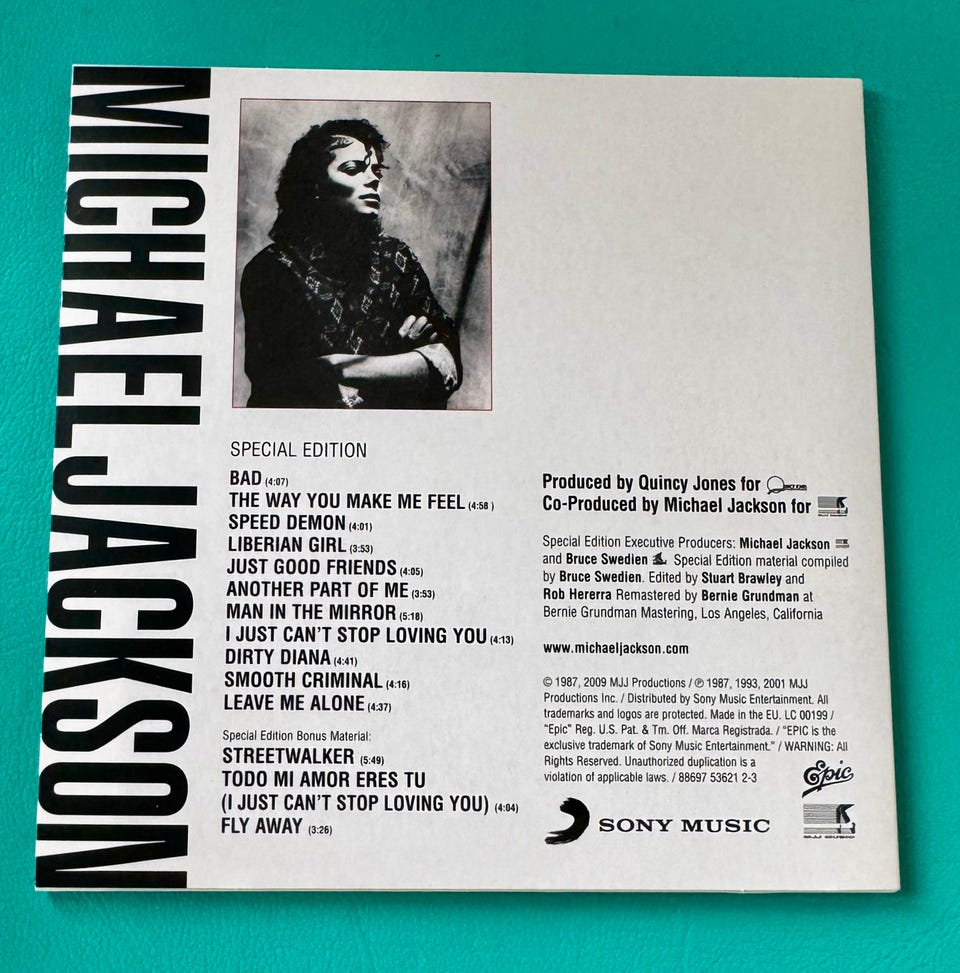 MICHAEL JACKSON
SPECIAL EDITION
BAD (4:07)
THE WAY YOU MAKE ME FEEL (4:58 )
SPEED DEMON (4:01)
LIBERIAN GIRL (3:53)
JUST GOOD FRIENDS (4:05)
ANOTHER PART OF ME (3:53)
MAN IN THE MIRROR (5:18)
I JUST CAN'T STOP LOVING YOU (4:13)
DIRTY DIANA (4:41)
SMOOTH CRIMINAL (4:16)
LEAVE ME ALONE (4:37)
Special Edition Bonus Material:
STREETWALKER (5:49)
TODO MI AMOR ERES TU
(I JUST CAN'T STOP LOVING YOU) (4:04)
FLY AWAY (3:26)
Produced by Quincy Jones for
Co-Produced by Michael Jackson for
Special Edition Executive Producers: Michael Jackson
and Bruce Swedien Special Edition material compiled
by Bruce Swedien. Edited by Stuart Brawley and
Rob Hererra Remastered by Bernie Grundman at
Bernie Grundman Mastering, Los Angeles, California
www.michaeljackson.com
© 1987, 2009 MJJ Productions / ℗ 1987, 1993, 2001 MJJ
Productions Inc. / Distributed by Sony Music Entertainment. All
trademarks and logos are protected. Made in the EU. LC 00199 /
"Epic" Reg. U.S. Pat. & Tm. Off. Marca Registrada. / "EPIC is the
exclusive trademark of Sony Music Entertainment." / WARNING: All
Rights Reserved. Unauthorized duplication is a
violation of applicable laws. / 88697 53621 2-3
Epic
SONY MUSIC
MJJ MUSIC